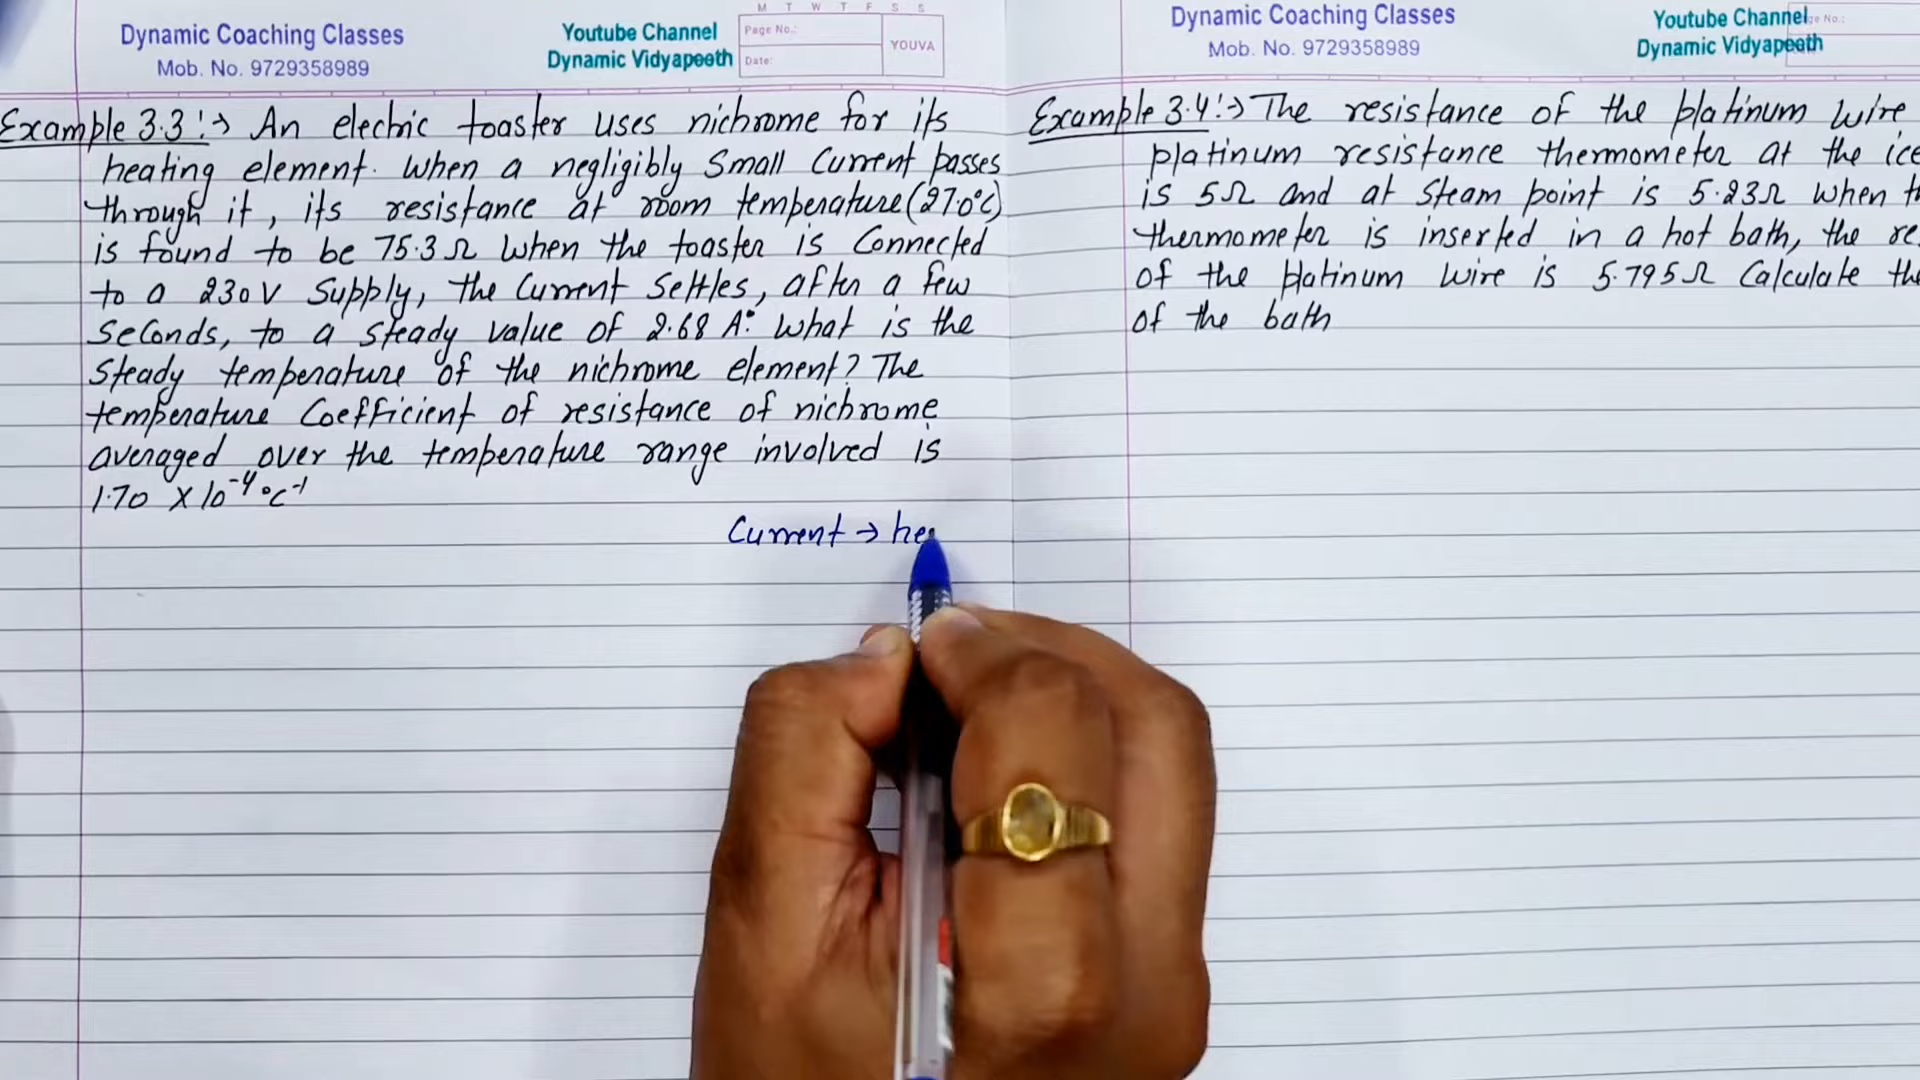 Dynamic Coaching Classes
Mob. No. 9729358989
Youtube Channel
Dynamic Vidyapeeth
M T W T F S S
Page No.:
Date:
YOUVA
Example 3.3 :→ An electric toaster uses nichrome for its
heating element. When a negligibly Small Current passes
through it, its resistance at room temperature (27.0°C)
is found to be 75.3 Ω When the toaster is Connected
to a 230 V Supply, the Current Settles, after a few
Seconds, to a steady value of 2.68 A. What is the
Steady temperature of the nichrome element? The
temperature Coefficient of resistance of nichrome
averaged over the temperature range involved is
1.70 × 10⁻⁴ °C⁻¹
Current → he
Dynamic Coaching Classes
Mob. No. 9729358989
Youtube Channel
Dynamic Vidyapeeth
No.:
Example 3.4 :→ The resistance of the platinum wire
platinum resistance thermometer at the ice
is 5Ω and at Steam point is 5.23Ω When
thermometer is inserted in a hot bath, the
of the platinum wire is 5.795Ω Calculate
of the bath